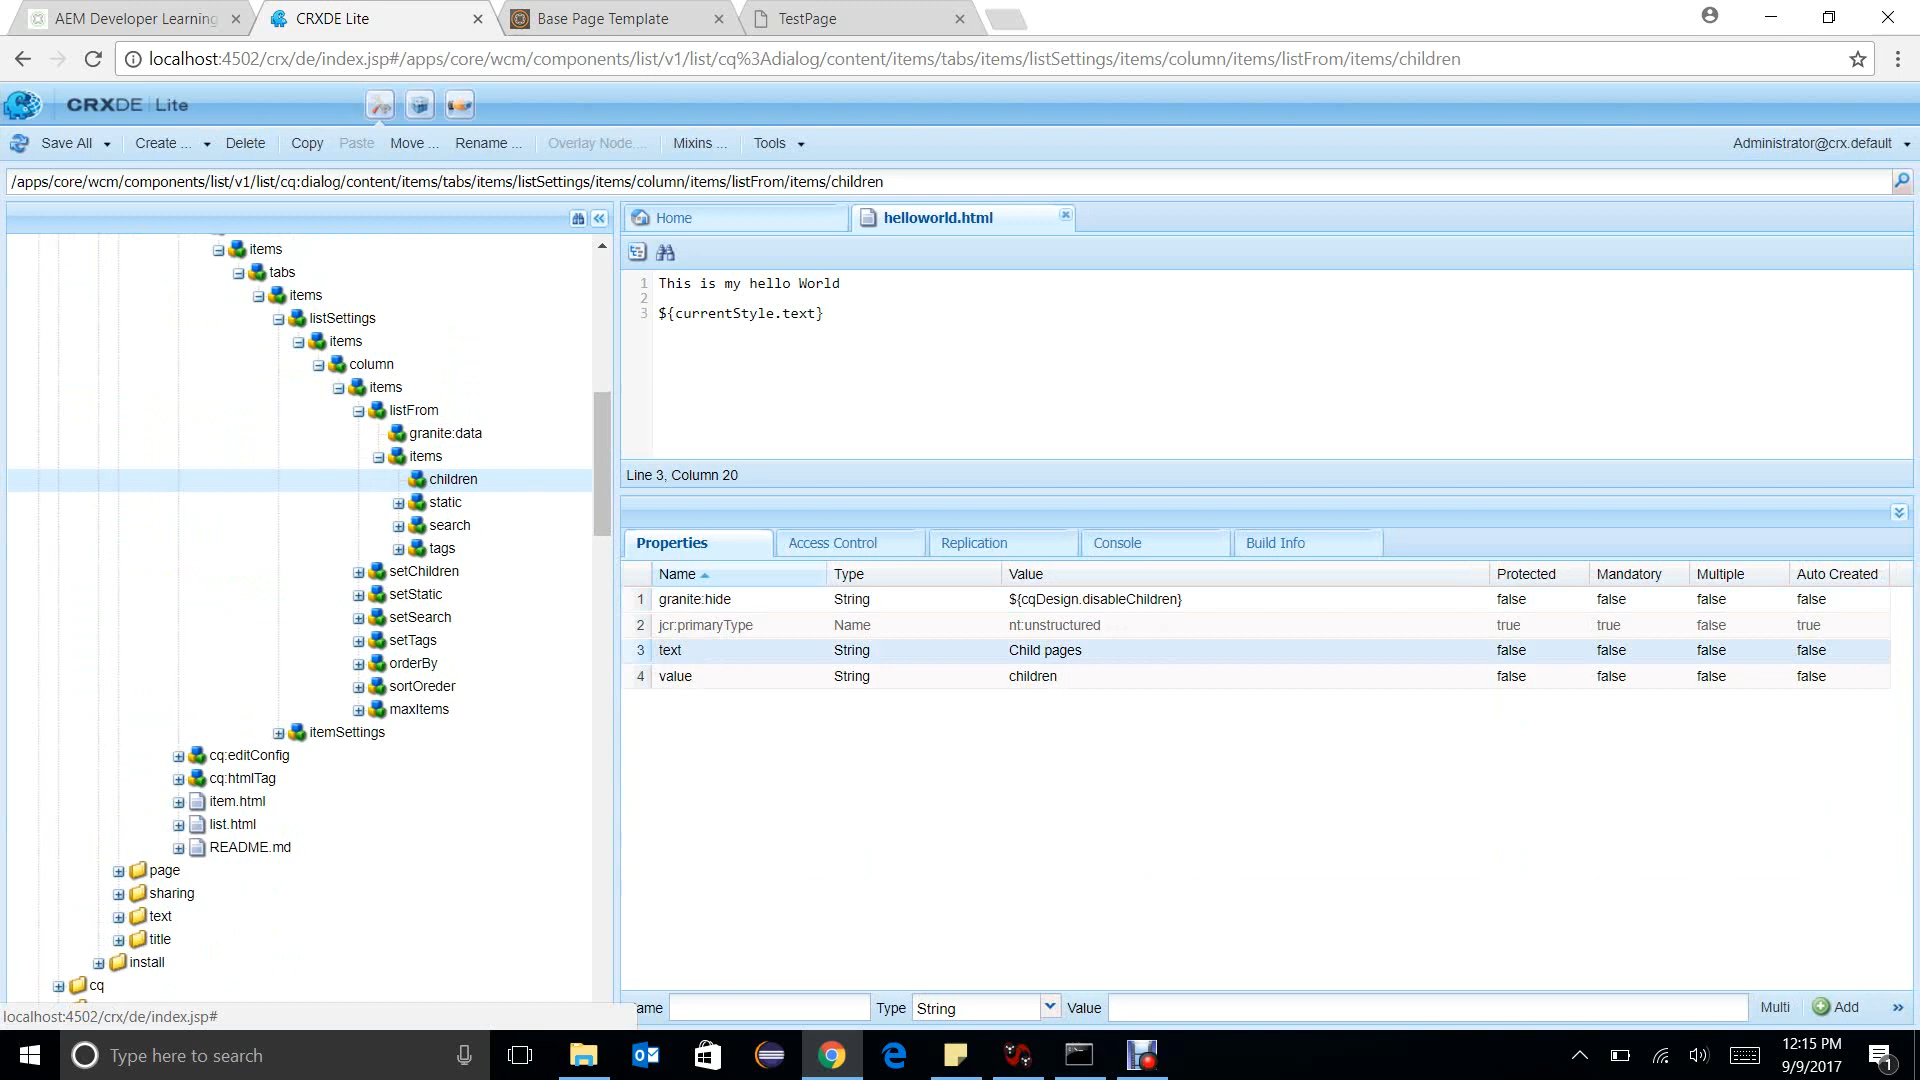 AEM Developer Learning
CRXDE Lite
Base Page Template
TestPage
localhost:4502/crx/de/index.jsp#/apps/core/wcm/components/list/v1/list/cq%3Adialog/content/items/tabs/items/listSettings/items/column/items/listFrom/items/children
CRXDE | Lite
Save All
Create ...
Delete
Copy
Paste
Move ...
Rename ...
Overlay Node ...
Mixins ...
Tools
Administrator@crx.default
/apps/core/wcm/components/list/v1/list/cq:dialog/content/items/tabs/items/listSettings/items/column/items/listFrom/items/children
items
tabs
items
listSettings
items
column
items
listFrom
granite:data
items
children
static
search
tags
setChildren
setStatic
setSearch
setTags
orderBy
sortOreder
maxItems
itemSettings
cq:editConfig
cq:htmlTag
item.html
list.html
README.md
page
sharing
text
title
install
cq
localhost:4502/crx/de/index.jsp#
Home
helloworld.html
1 This is my hello World
2
3 ${currentStyle.text}
Line 3, Column 20
Properties
Access Control
Replication
Console
Build Info
Name Type Value Protected Mandatory Multiple Auto Created
1 granite:hide String ${cqDesign.disableChildren} false false false false
2 jcr:primaryType Name nt:unstructured true true false true
3 text String Child pages false false false false
4 value String children false false false false
ame
Type String
Value
Multi
Add
Type here to search
12:15 PM
9/9/2017
1